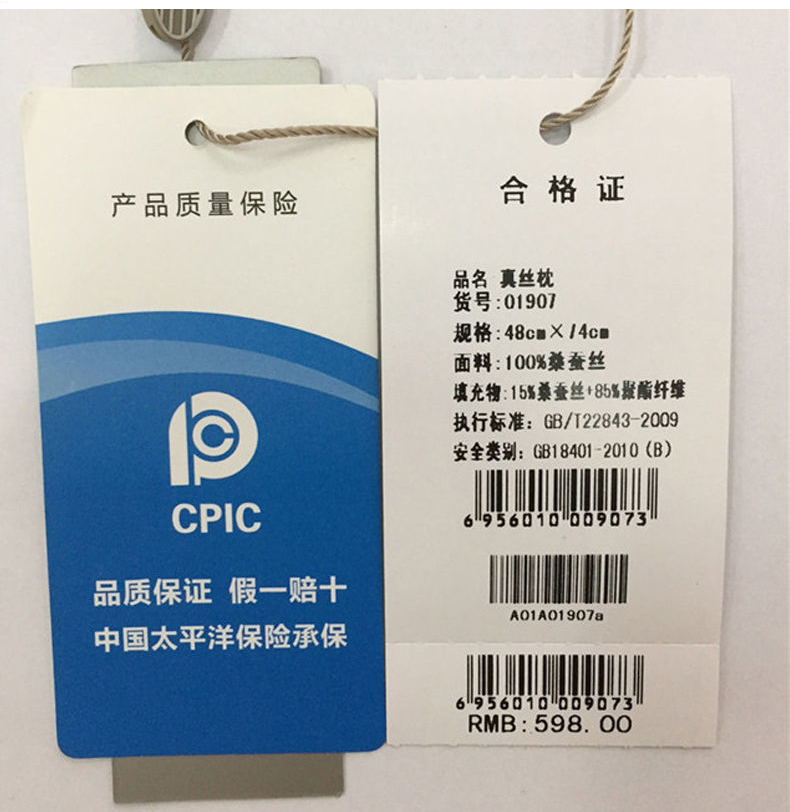 产品质量保险
CPIC
品质保证 假一赔十
中国太平洋保险承保
合格证
品名 真丝枕
货号:01907
规格:48cm×74cm
面料:100%桑蚕丝
填充物:15%桑蚕丝+85%聚酯纤维
执行标准: GB/T22843-2009
安全类别: GB18401-2010(B)
6 956010 009073
A01A01907a
6 956010 009073
RMB:598.00